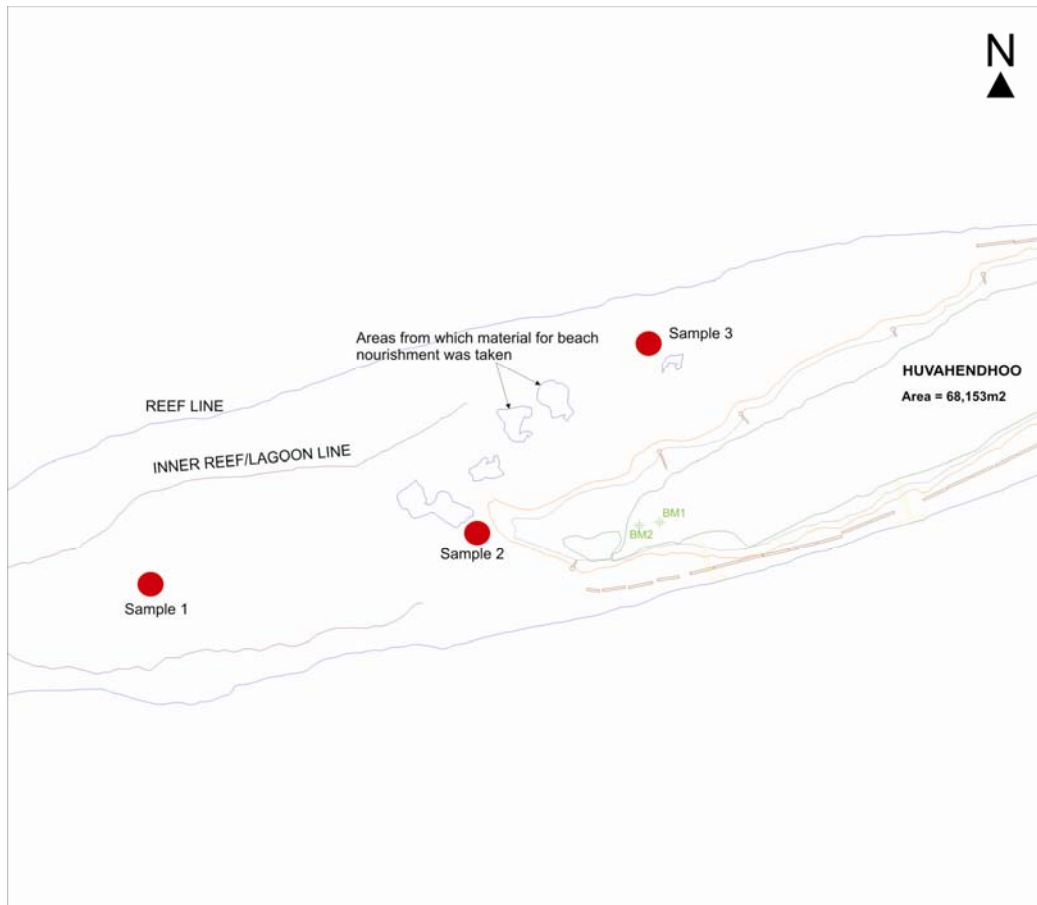 N
Sample 3
Areas from which material for beach
nourishment was taken
HUVAHENDHOO
Area = 68,153m2
REEF LINE
INNER REEF/LAGOON LINE
BM1
BM2
Sample 2
Sample 1